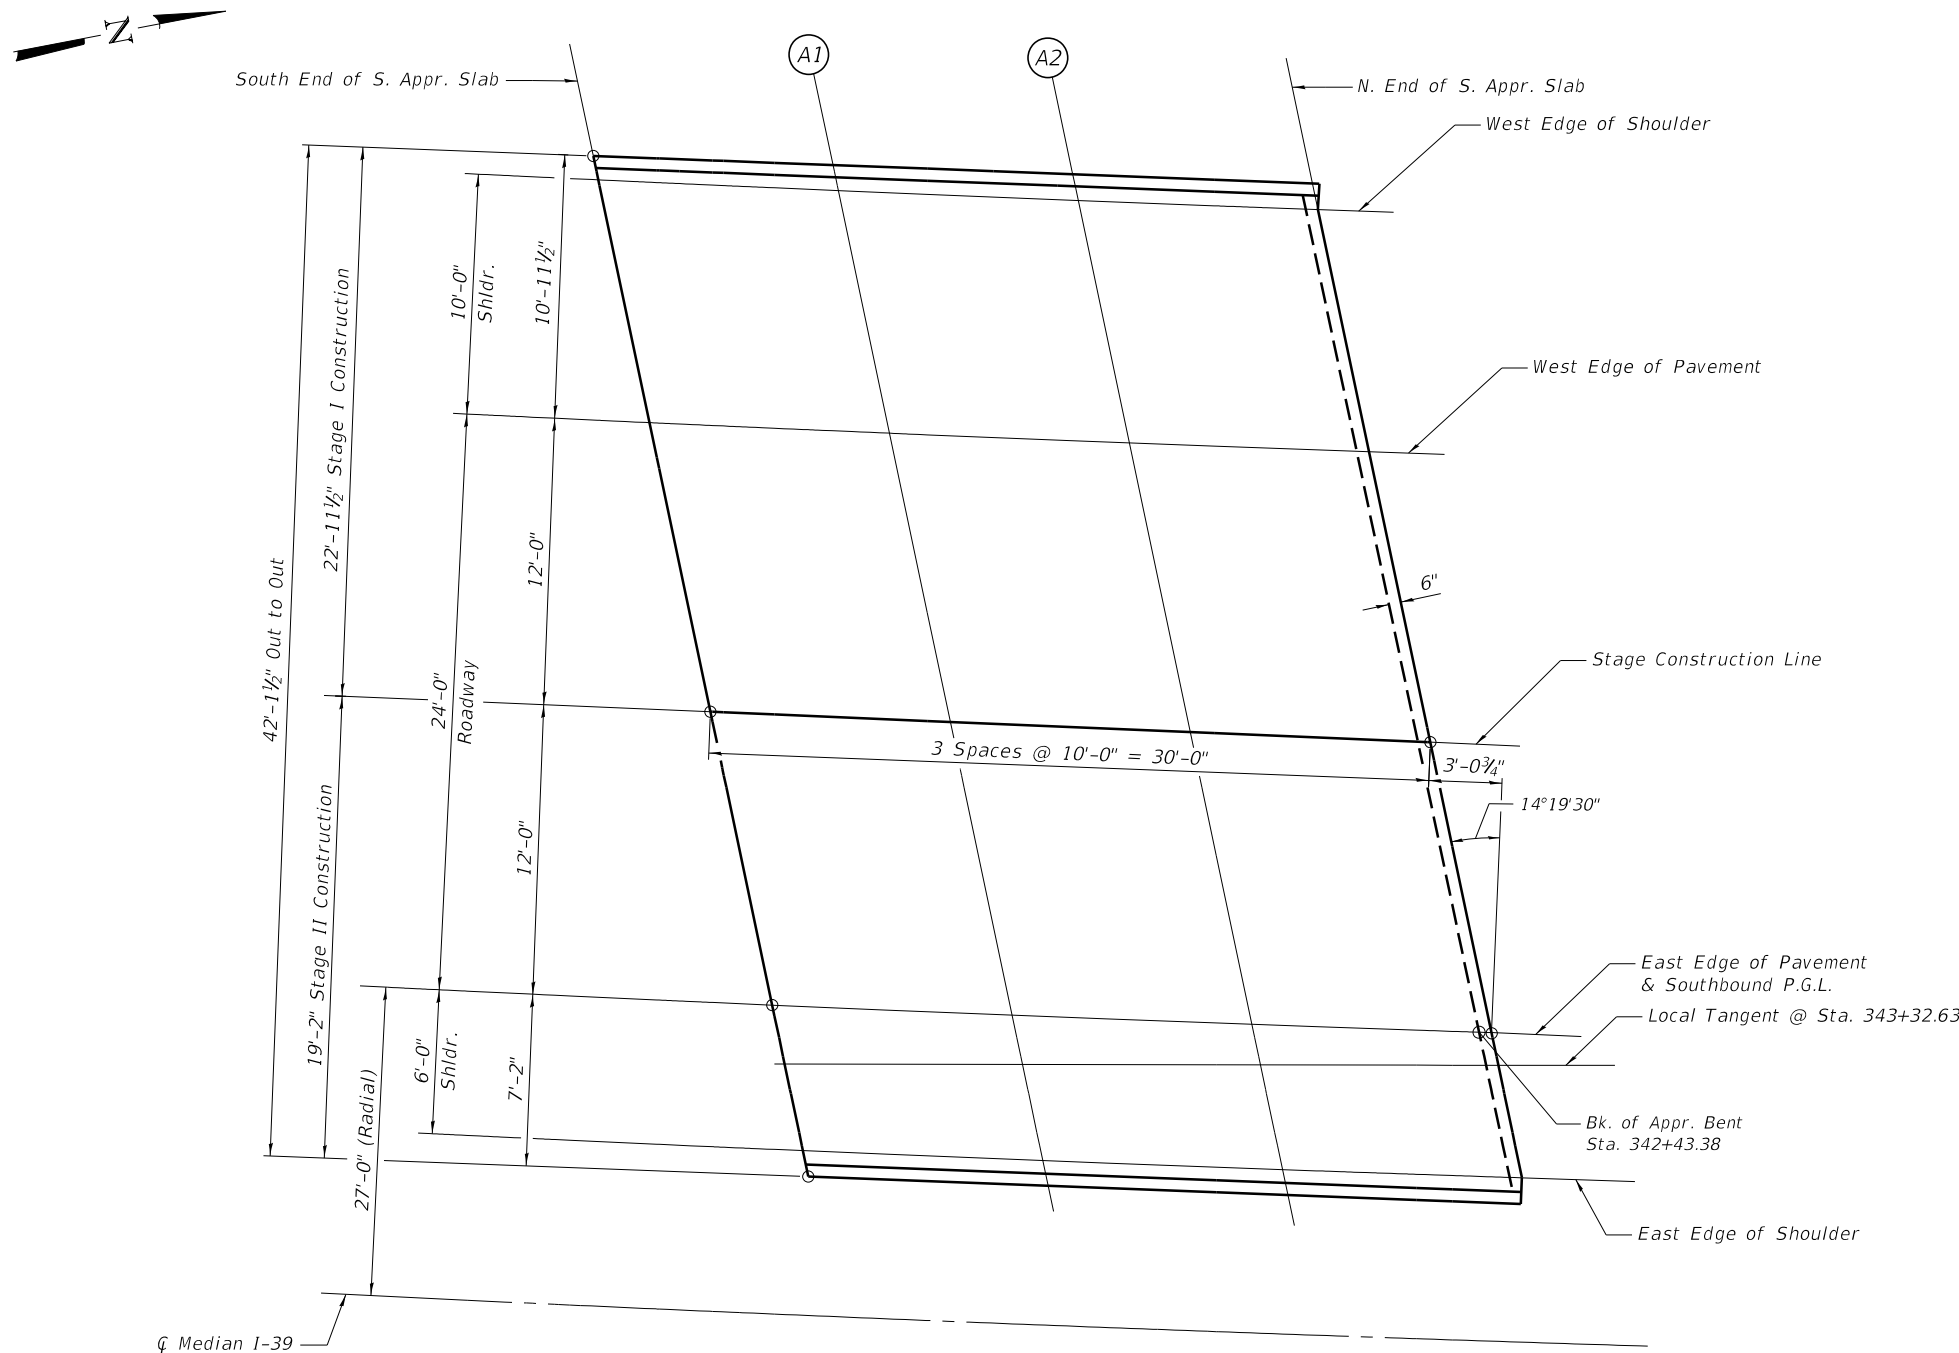 N
A1
A2
South End of S. Appr. Slab
N. End of S. Appr. Slab
West Edge of Shoulder
10'-0"
Shldr.
10'-11½"
22'-11½" Stage I Construction
West Edge of Pavement
42'-1½" Out to Out
12'-0"
6"
24'-0"
Roadway
Stage Construction Line
3 Spaces @ 10'-0" = 30'-0"
3'-0¾"
14°19'30"
12'-0"
19'-2" Stage II Construction
East Edge of Pavement
& Southbound P.G.L.
Local Tangent @ Sta. 343+32.63
6'-0"
Shldr.
7'-2"
27'-0" (Radial)
Bk. of Appr. Bent
Sta. 342+43.38
East Edge of Shoulder
℄ Median I-39